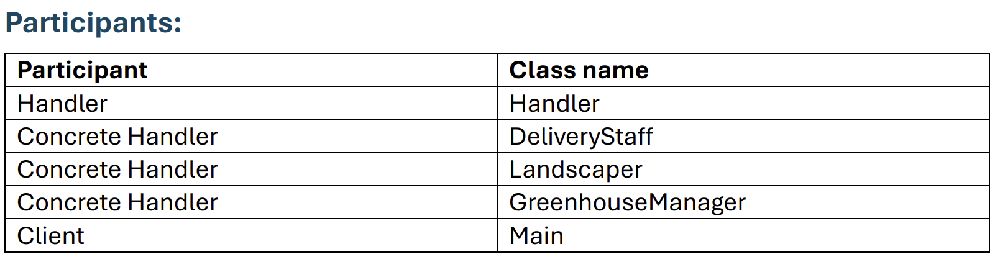 Participants:
Participant Class name
Handler Handler
Concrete Handler DeliveryStaff
Concrete Handler Landscaper
Concrete Handler GreenhouseManager
Client Main